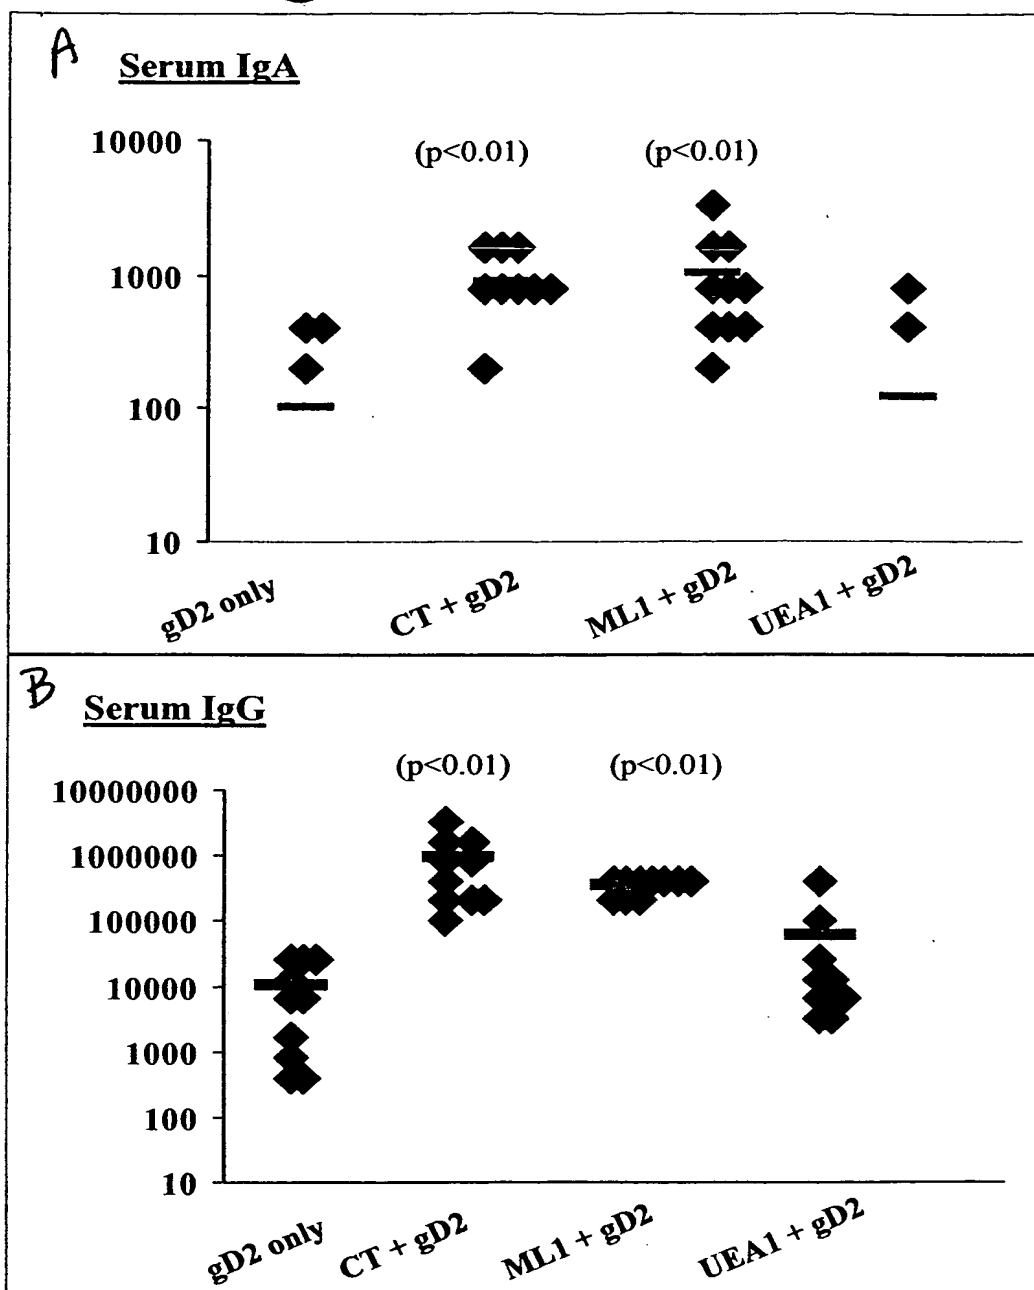 A
Serum IgA
10000
(p<0.01) (p<0.01)
1000
100
10
gD2 only CT + gD2 ML1 + gD2 UEA1 + gD2
B
Serum IgG
(p<0.01) (p<0.01)
10000000
1000000
100000
10000
1000
100
10
gD2 only CT + gD2 ML1 + gD2 UEA1 + gD2